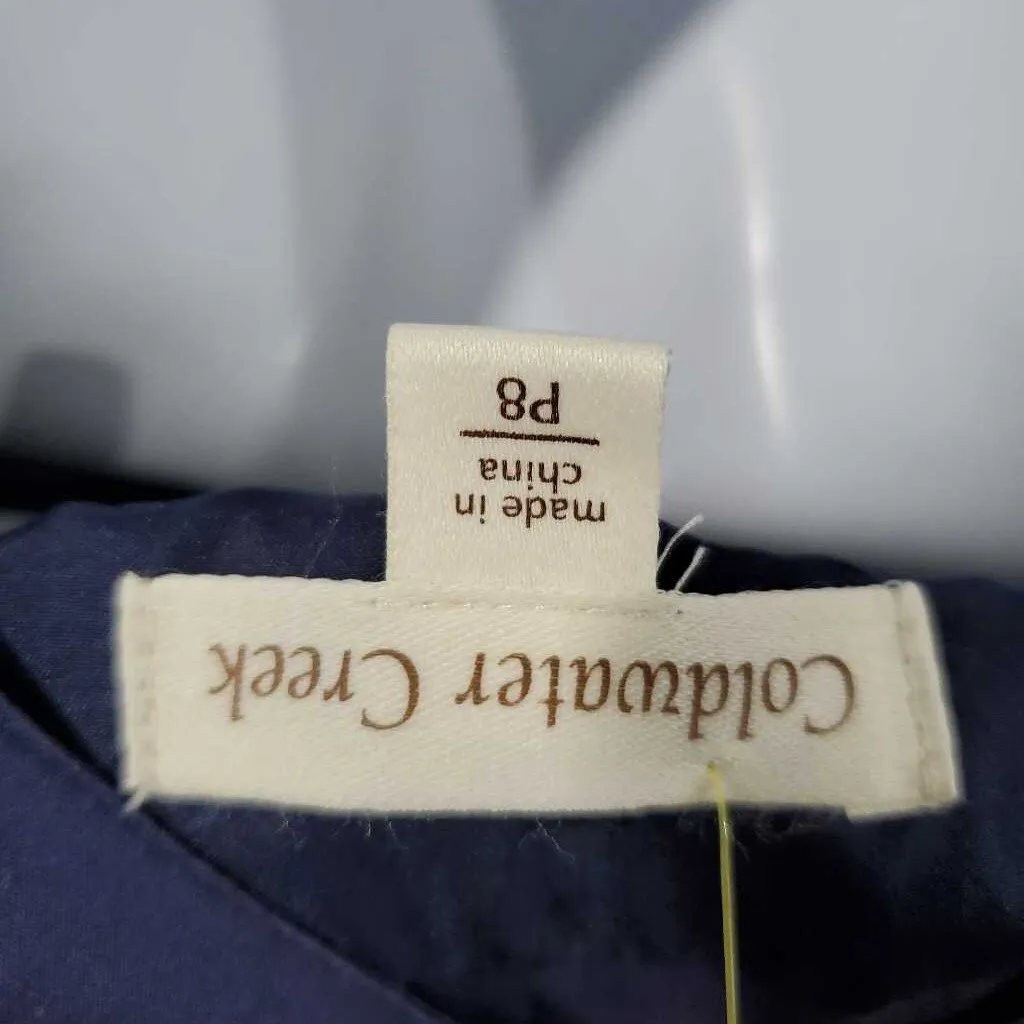 Coldwater Creek
made in
china
P8